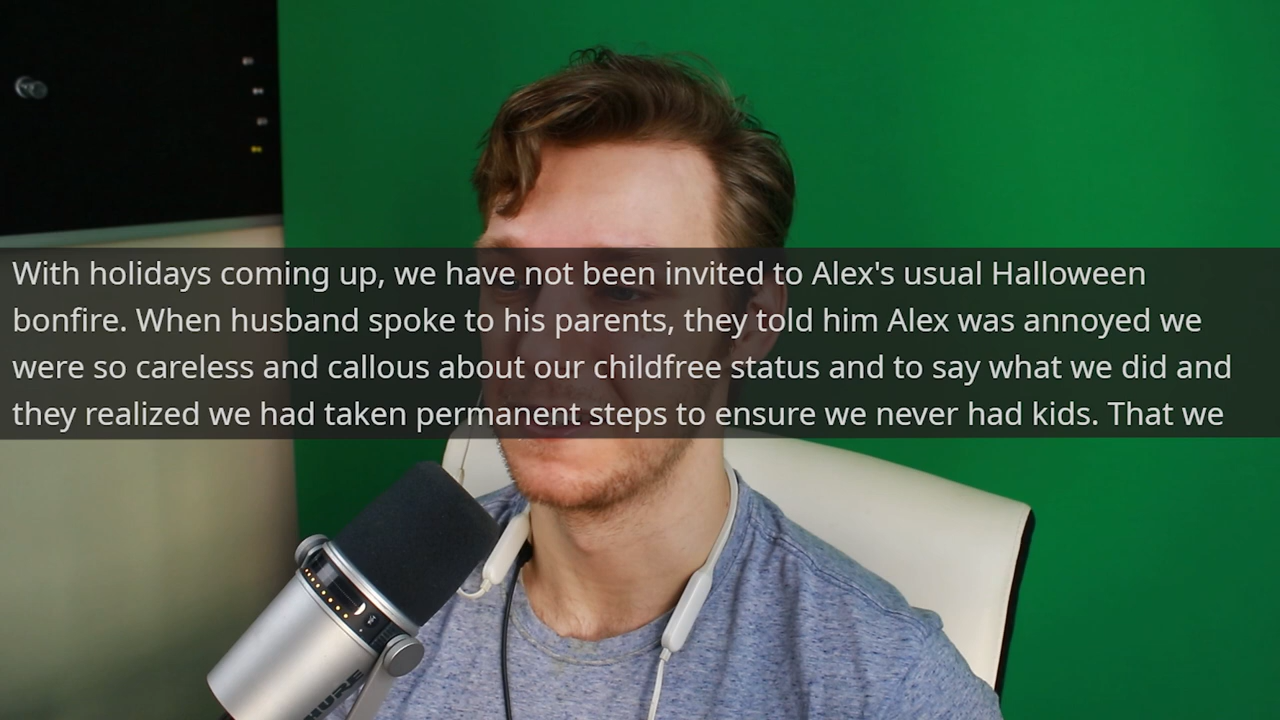 With holidays coming up, we have not been invited to Alex's usual Halloween
bonfire. When husband spoke to his parents, they told him Alex was annoyed we
were so careless and callous about our childfree status and to say what we did and
they realized we had taken permanent steps to ensure we never had kids. That we
SHURE